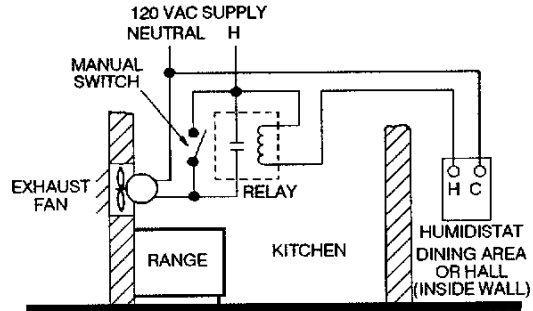 120 VAC SUPPLY
NEUTRAL H
MANUAL
SWITCH
EXHAUST
FAN
RELAY
H C
HUMIDISTAT
DINING AREA
OR HALL
(INSIDE WALL)
KITCHEN
RANGE